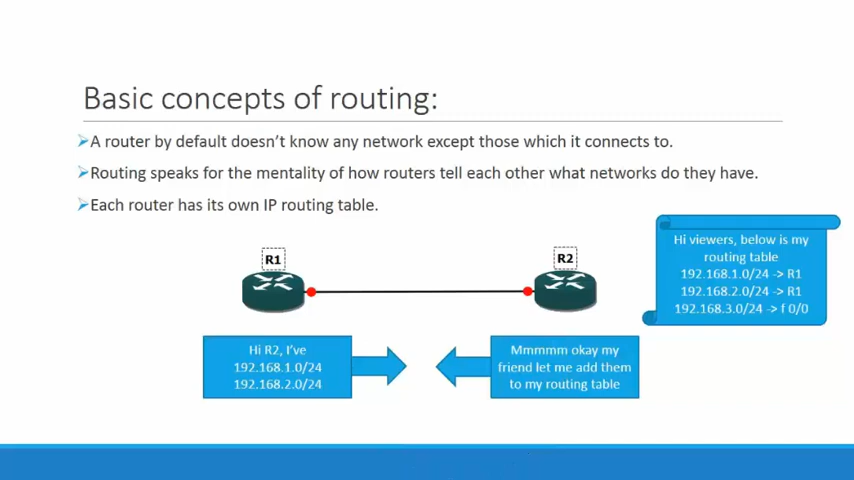 Basic concepts of routing:
A router by default doesn't know any network except those which it connects to.
Routing speaks for the mentality of how routers tell each other what networks do they have.
Each router has its own IP routing table.
R1
R2
Hi viewers, below is my
routing table
192.168.1.0/24 -> R1
192.168.2.0/24 -> R1
192.168.3.0/24 -> f 0/0
Hi R2, I've
192.168.1.0/24
192.168.2.0/24
Mmmmm okay my
friend let me add them
to my routing table